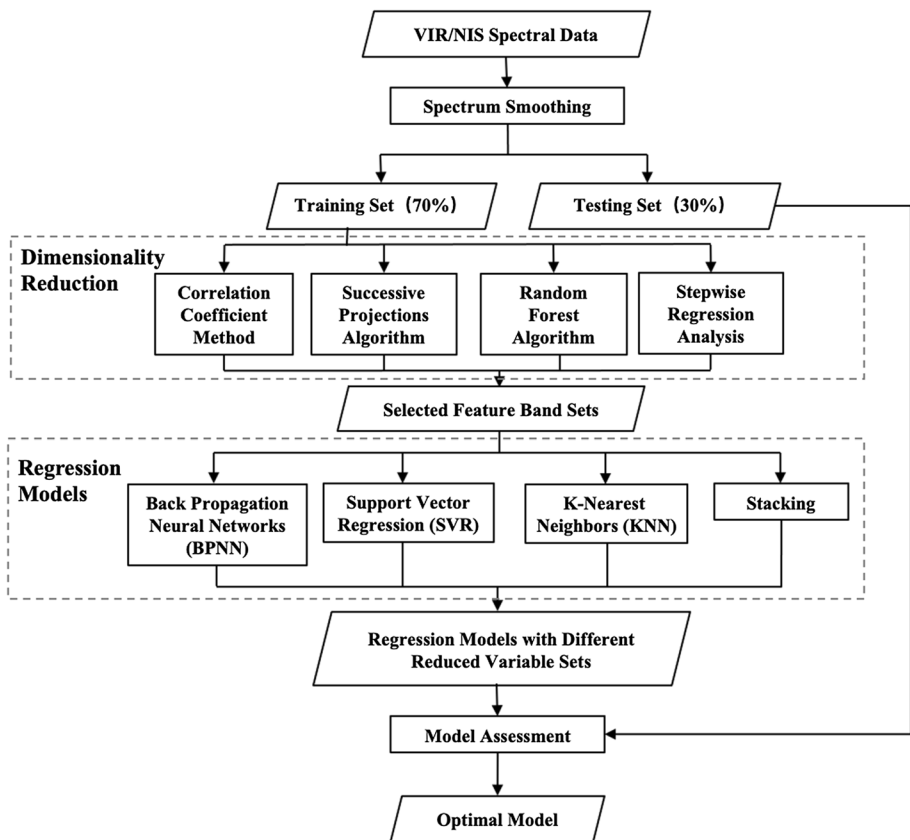 VIR/NIS Spectral Data
Spectrum Smoothing
Training Set（70%）
Testing Set（30%）
Dimensionality
Reduction
Correlation
Coefficient
Method
Successive
Projections
Algorithm
Random
Forest
Algorithm
Stepwise
Regression
Analysis
Selected Feature Band Sets
Regression
Models
Back Propagation
Neural Networks
(BPNN)
Support Vector
Regression (SVR)
K-Nearest
Neighbors (KNN)
Stacking
Regression Models with Different
Reduced Variable Sets
Model Assessment
Optimal Model